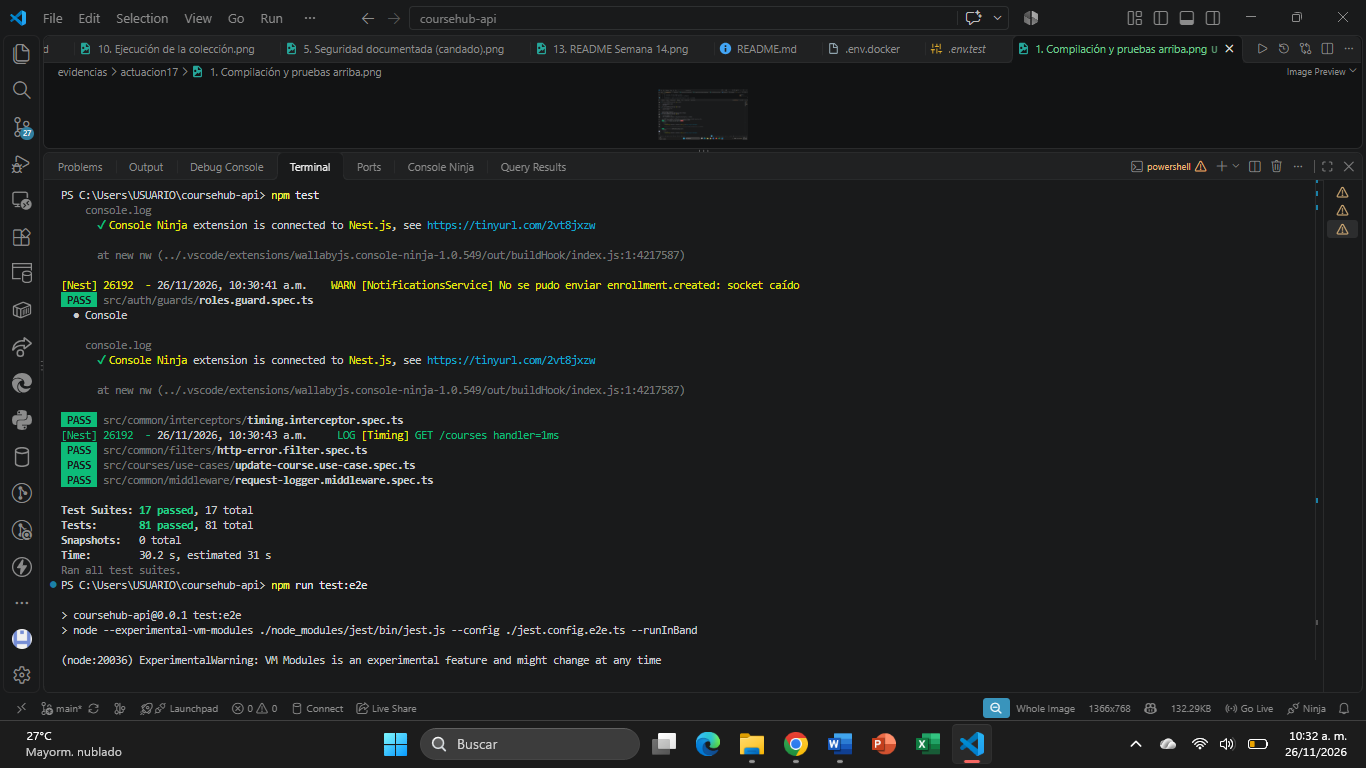 File Edit Selection View Go Run ··· coursehub-api
d 10. Ejecución de la colección.png 5. Seguridad documentada (candado).png 13. README Semana 14.png README.md .env.docker .env.test 1. Compilación y pruebas arriba.png U
evidencias > actuacion17 > 1. Compilación y pruebas arriba.png Image Preview
27
Problems Output Debug Console Terminal Ports Console Ninja Query Results powershell
PS C:\Users\USUARIO\coursehub-api> npm test
console.log
✓ Console Ninja extension is connected to Nest.js, see https://tinyurl.com/2vt8jxzw
at new nw (../.vscode/extensions/wallabyjs.console-ninja-1.0.549/out/buildHook/index.js:1:4217587)
[Nest] 26192 - 26/11/2026, 10:30:41 a.m. WARN [NotificationsService] No se pudo enviar enrollment.created: socket caído
PASS src/auth/guards/roles.guard.spec.ts
● Console
console.log
✓ Console Ninja extension is connected to Nest.js, see https://tinyurl.com/2vt8jxzw
at new nw (../.vscode/extensions/wallabyjs.console-ninja-1.0.549/out/buildHook/index.js:1:4217587)
PASS src/common/interceptors/timing.interceptor.spec.ts
[Nest] 26192 - 26/11/2026, 10:30:43 a.m. LOG [Timing] GET /courses handler=1ms
PASS src/common/filters/http-error.filter.spec.ts
PASS src/courses/use-cases/update-course.use-case.spec.ts
PASS src/common/middleware/request-logger.middleware.spec.ts
Test Suites: 17 passed, 17 total
Tests: 81 passed, 81 total
Snapshots: 0 total
Time: 30.2 s, estimated 31 s
Ran all test suites.
PS C:\Users\USUARIO\coursehub-api> npm run test:e2e
> coursehub-api@0.0.1 test:e2e
> node --experimental-vm-modules ./node_modules/jest/bin/jest.js --config ./jest.config.e2e.ts --runInBand
(node:20036) ExperimentalWarning: VM Modules is an experimental feature and might change at any time
main* Launchpad 0 0 Connect Live Share Whole Image 1366x768 132.29KB Go Live Ninja
27°C
Mayorm. nublado
Buscar
10:32 a. m.
26/11/2026